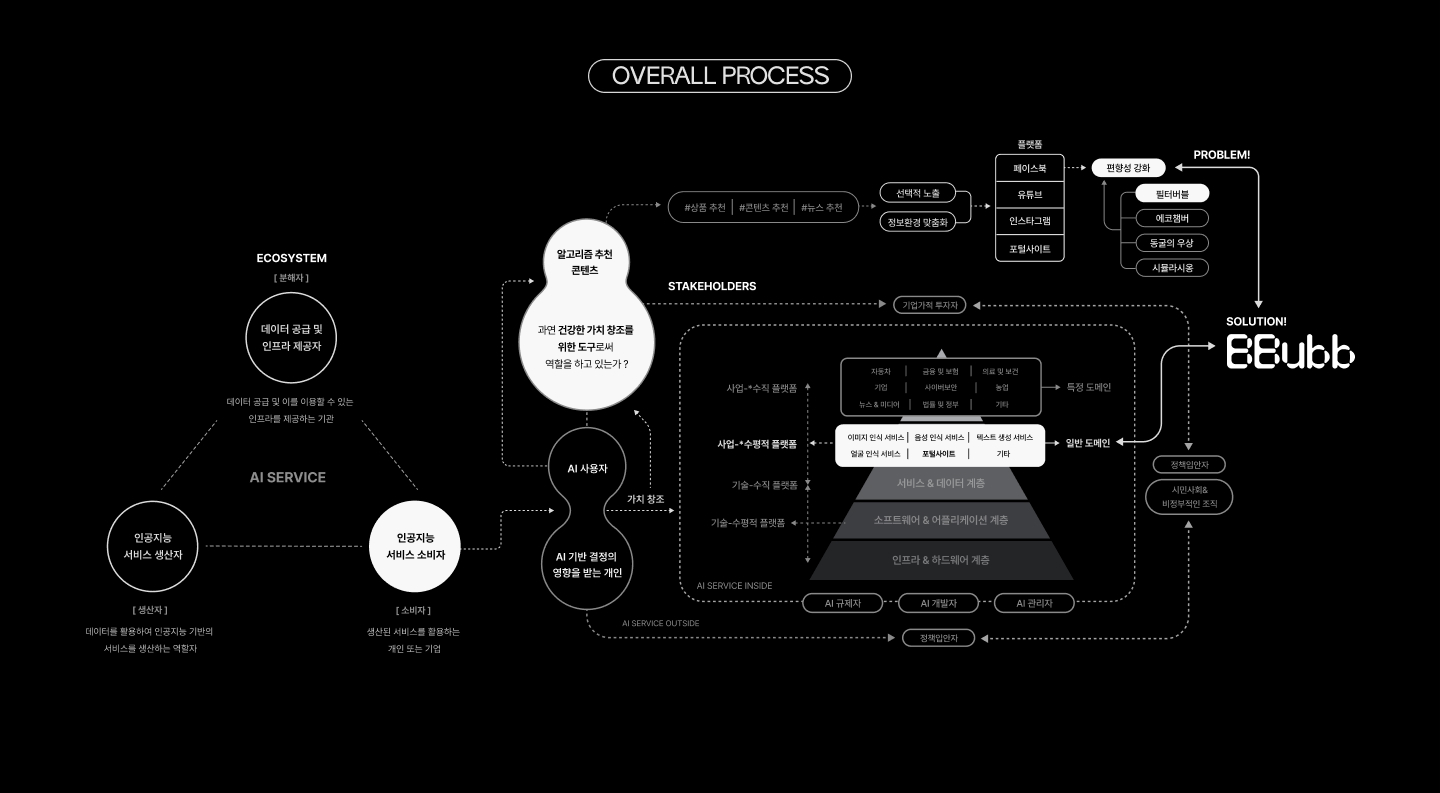 OVERALL PROCESS
ECOSYSTEM
[ 분해자 ]
데이터 공급 및
인프라 제공자
데이터 공급 및 이를 이용할 수 있는
인프라를 제공하는 기관
AI SERVICE
인공지능
서비스 생산자
[ 생산자 ]
데이터를 활용하여 인공지능 기반의
서비스를 생산하는 역할자
인공지능
서비스 소비자
[ 소비자 ]
생산된 서비스를 활용하는
개인 또는 기업
알고리즘 추천
콘텐츠
과연 건강한 가치 창조를
위한 도구로써
역할을 하고 있는가 ?
AI 사용자
AI 기반 결정의
영향을 받는 개인
가치 창조
#상품 추천 | #콘텐츠 추천 | #뉴스 추천
선택적 노출
정보환경 맞춤화
플랫폼
페이스북
유튜브
인스타그램
포털사이트
편향성 강화
PROBLEM!
필터버블
에코챔버
동굴의 우상
시뮬라시옹
STAKEHOLDERS
기업가적 투자자
SOLUTION!
BBubb
사업-*수직 플랫폼
사업-*수평적 플랫폼
기술-수직 플랫폼
기술-수평적 플랫폼
자동차 | 금융 및 보험 | 의료 및 보건
기업 | 사이버보안 | 농업
뉴스 & 미디어 | 법률 및 정부 | 기타
특정 도메인
이미지 인식 서비스 | 음성 인식 서비스 | 텍스트 생성 서비스
얼굴 인식 서비스 | 포털사이트 | 기타
일반 도메인
서비스 & 데이터 계층
소프트웨어 & 어플리케이션 계층
인프라 & 하드웨어 계층
정책입안자
시민사회&
비정부적인 조직
AI SERVICE INSIDE
AI 규제자
AI 개발자
AI 관리자
AI SERVICE OUTSIDE
정책입안자